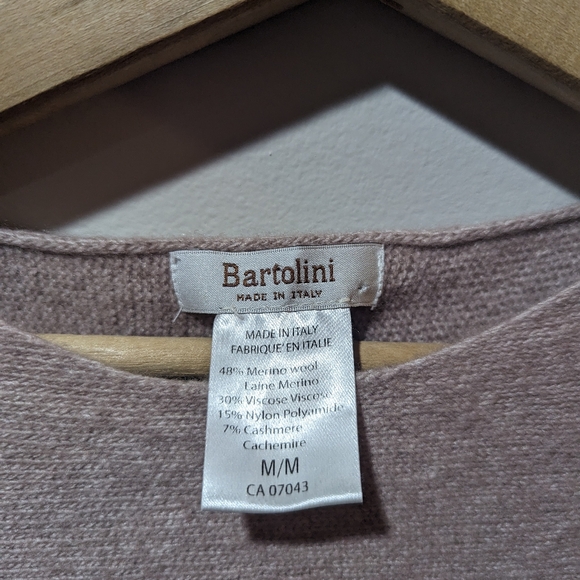 Bartolini
MADE IN ITALY
MADE IN ITALY
FABRIQUE' EN ITALIE
48% Merino wool
Laine Merino
30% Viscose Viscose
15% Nylon Polyamide
7% Cashmere
Cachemire
M/M
CA 07043